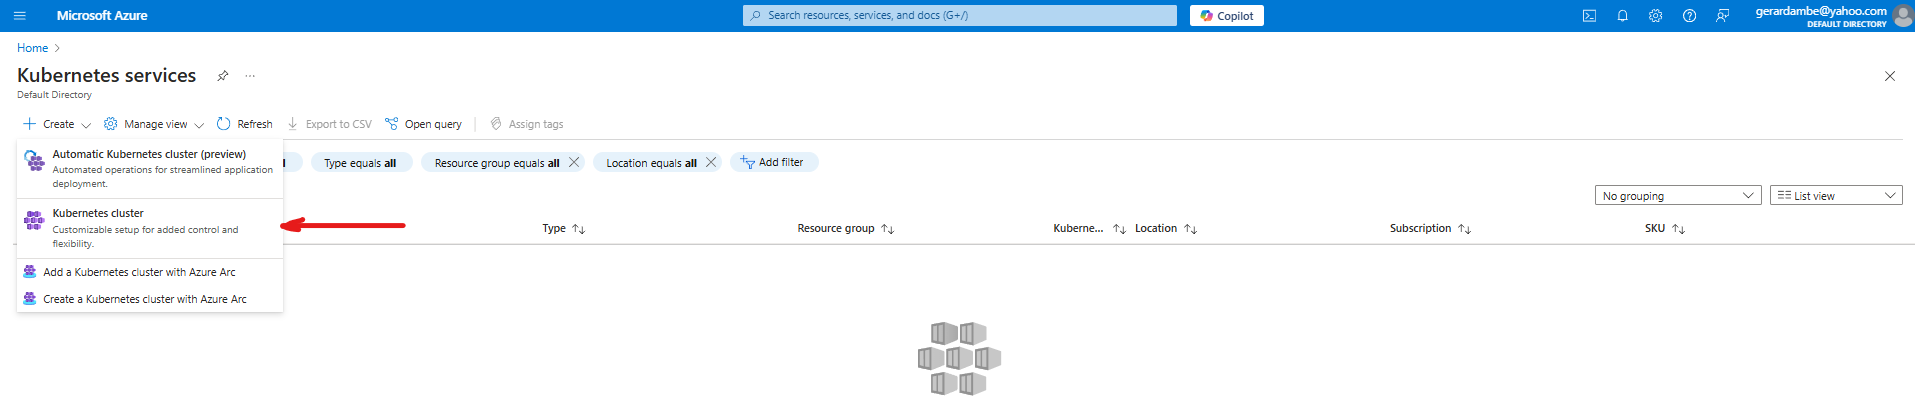 Microsoft Azure
Search resources, services, and docs (G+/)
Copilot
gerardambe@yahoo.com
DEFAULT DIRECTORY
Home
Kubernetes services
Default Directory
Create
Manage view
Refresh
Export to CSV
Open query
Assign tags
Automatic Kubernetes cluster (preview)
Automated operations for streamlined application
deployment.
Type equals all
Resource group equals all
Location equals all
Add filter
No grouping
List view
Kubernetes cluster
Customizable setup for added control and
flexibility.
Type
Resource group
Kuberne...
Location
Subscription
SKU
Add a Kubernetes cluster with Azure Arc
Create a Kubernetes cluster with Azure Arc